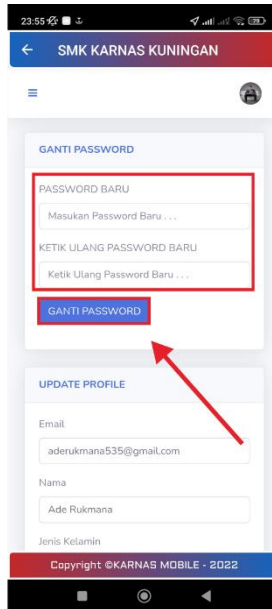 23:55
SMK KARNAS KUNINGAN
GANTI PASSWORD
PASSWORD BARU
Masukan Password Baru . . .
KETIK ULANG PASSWORD BARU
Ketik Ulang Password Baru . . .
GANTI PASSWORD
UPDATE PROFILE
Email
aderukmana535@gmail.com
Nama
Ade Rukmana
Jenis Kelamin
Copyright ©KARNAS MOBILE - 2022